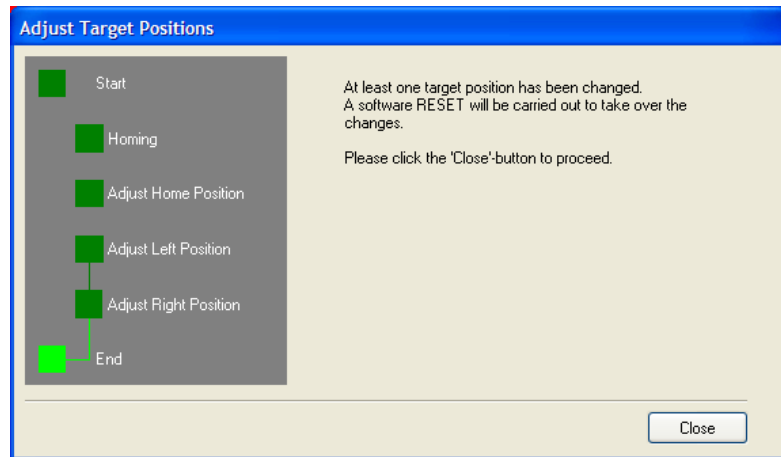 Adjust Target Positions
Start
Homing
Adjust Home Position
Adjust Left Position
Adjust Right Position
End
At least one target position has been changed.
A software RESET will be carried out to take over the
changes.
Please click the 'Close'-button to proceed.
Close